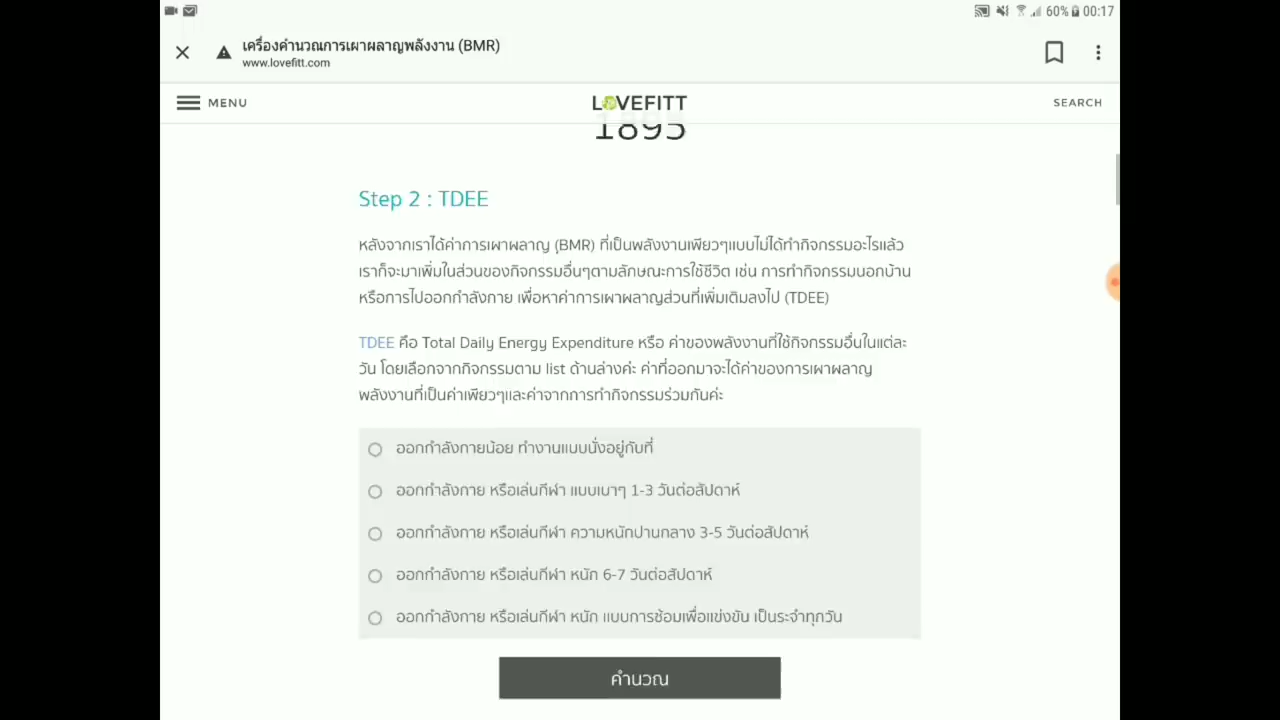 60% 00:17
เครื่องคำนวณการเผาผลาญพลังงาน (BMR)
www.lovefitt.com
MENU
LOVEFITT
SEARCH
1895
Step 2 : TDEE
หลังจากเราได้ค่าการเผาผลาญ (BMR) ที่เป็นพลังงานเพียวๆแบบไม่ได้ทำกิจกรรมอะไรแล้ว
เราก็จะมาเพิ่มในส่วนของกิจกรรมอื่นๆตามลักษณะการใช้ชีวิต เช่น การทำกิจกรรมนอกบ้าน
หรือการไปออกกำลังกาย เพื่อหาค่าการเผาผลาญส่วนที่เพิ่มเติมลงไป (TDEE)
TDEE คือ Total Daily Energy Expenditure หรือ ค่าของพลังงานที่ใช้กิจกรรมอื่นในแต่ละ
วัน โดยเลือกจากกิจกรรมตาม list ด้านล่างค่ะ ค่าที่ออกมาจะได้ค่าของการเผาผลาญ
พลังงานที่เป็นค่าเพียวๆและค่าจากการทำกิจกรรมร่วมกันค่ะ
ออกกำลังกายน้อย ทำงานแบบนั่งอยู่กับที่
ออกกำลังกาย หรือเล่นกีฬา แบบเบาๆ 1-3 วันต่อสัปดาห์
ออกกำลังกาย หรือเล่นกีฬา ความหนักปานกลาง 3-5 วันต่อสัปดาห์
ออกกำลังกาย หรือเล่นกีฬา หนัก 6-7 วันต่อสัปดาห์
ออกกำลังกาย หรือเล่นกีฬา หนัก แบบการซ้อมเพื่อแข่งขัน เป็นประจำทุกวัน
คำนวณ